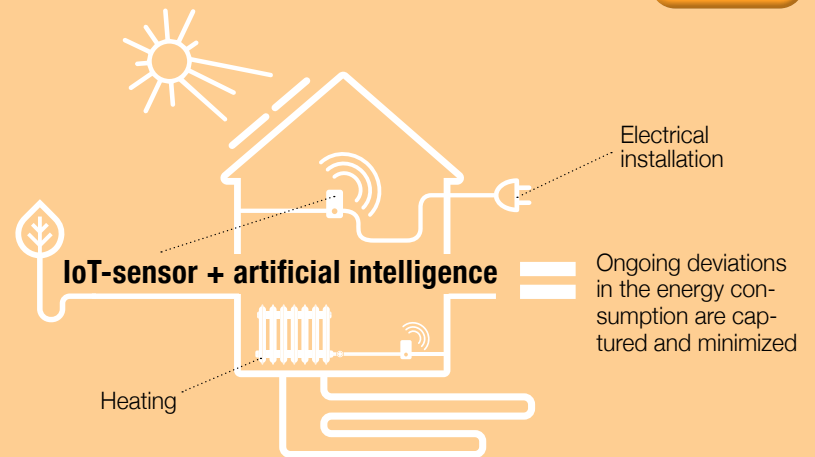 Electrical
installation
IoT-sensor + artificial intelligence
Ongoing deviations
in the energy con-
sumption are cap-
tured and minimized
Heating